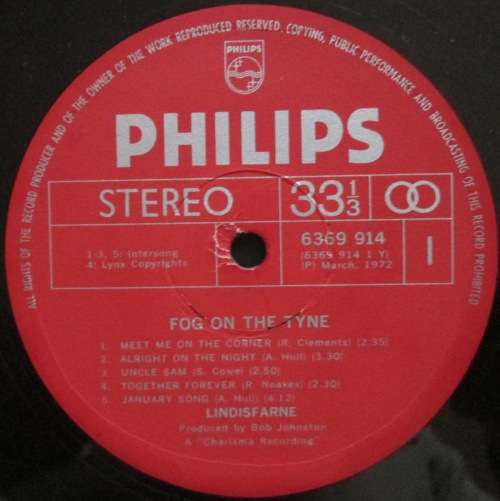 ALL RIGHTS OF THE RECORD PRODUCER AND OF THE OWNER OF THE WORK REPRODUCED RESERVED. COPYING, PUBLIC PERFORMANCE AND BROADCASTING OF THIS RECORD PROHIBITED
PHILIPS
PHILIPS
STEREO
33 1/3
1-3, 5: Intersong
4: Lynx Copyrights
6369 914
(6369 914 1 Y)
(P) March, 1972
1
FOG ON THE TYNE
1. MEET ME ON THE CORNER (R. Clements) (2.35)
2. ALRIGHT ON THE NIGHT (A. Hull) (3.30)
3. UNCLE SAM (S. Cowe) (2.50)
4. TOGETHER FOREVER (R. Noakes) (2.30)
5. JANUARY SONG (A. Hull) (4.12)
LINDISFARNE
Produced by Bob Johnston
A "Charisma Recording"